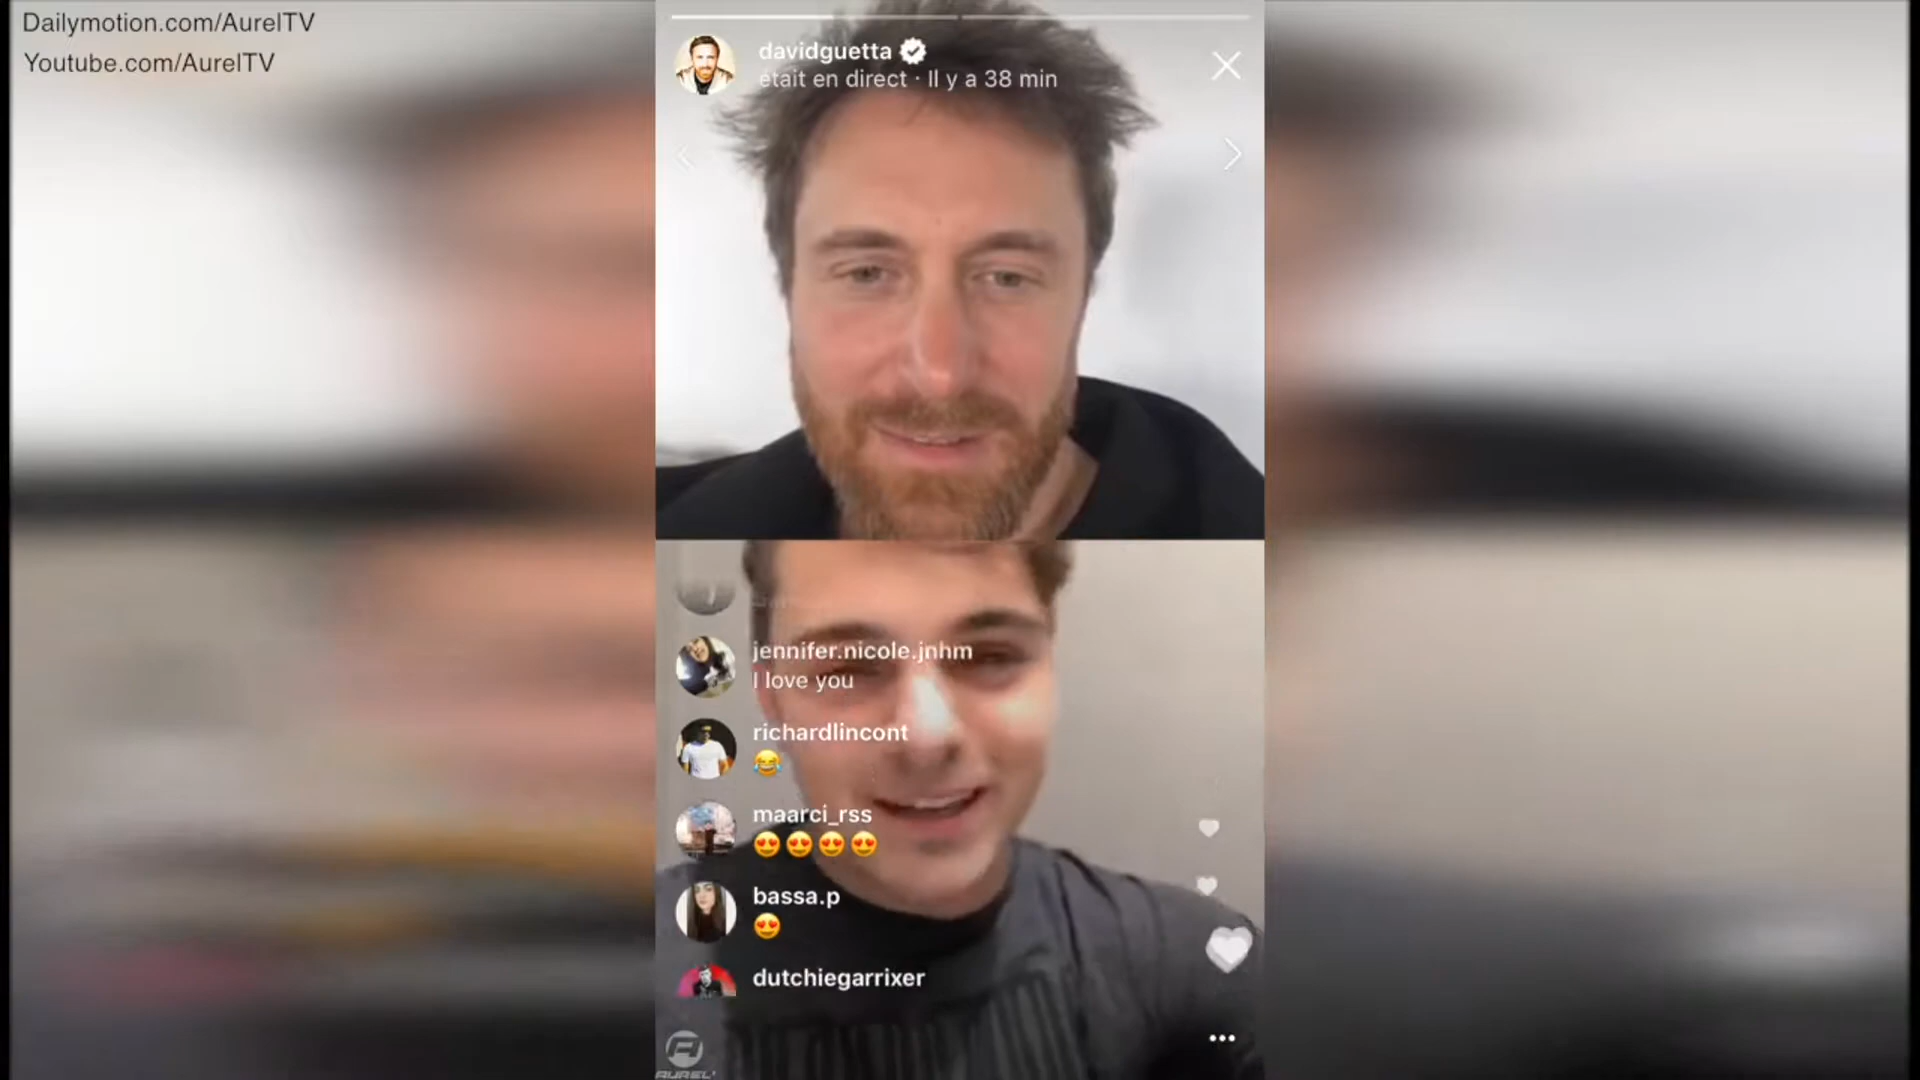 Dailymotion.com/AurelTV
Youtube.com/AurelTV
davidguetta
était en direct · Il y a 38 min
jennifer.nicole.jnhm
I love you
richardlincont
😂
maarci_rss
😍😍😍😍
bassa.p
😍
dutchiegarrixer
AUREL'